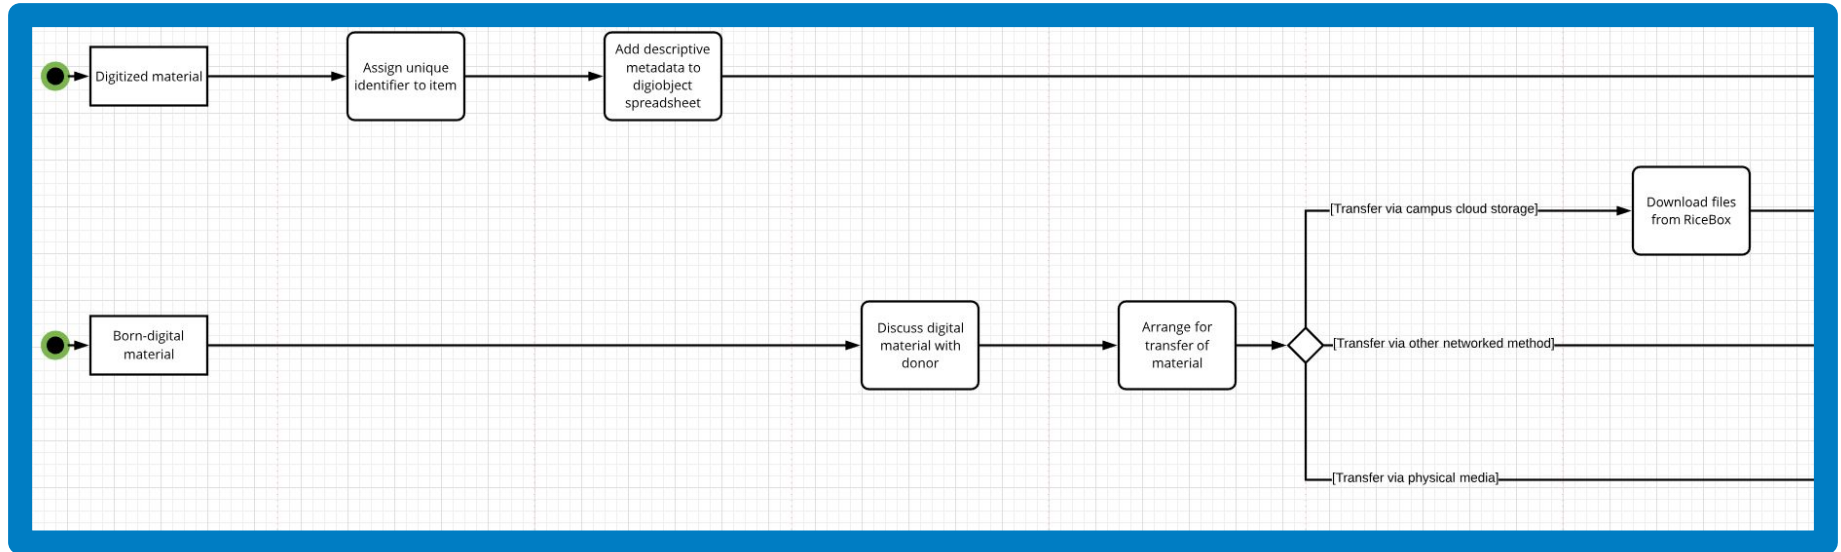 Digitized material
Assign unique
identifier to item
Add descriptive
metadata to
digiobject
spreadsheet
[Transfer via campus cloud storage]
Download files
from RiceBox
Born-digital
material
Discuss digital
material with
donor
Arrange for
transfer of
material
[Transfer via other networked method]
[Transfer via physical media]